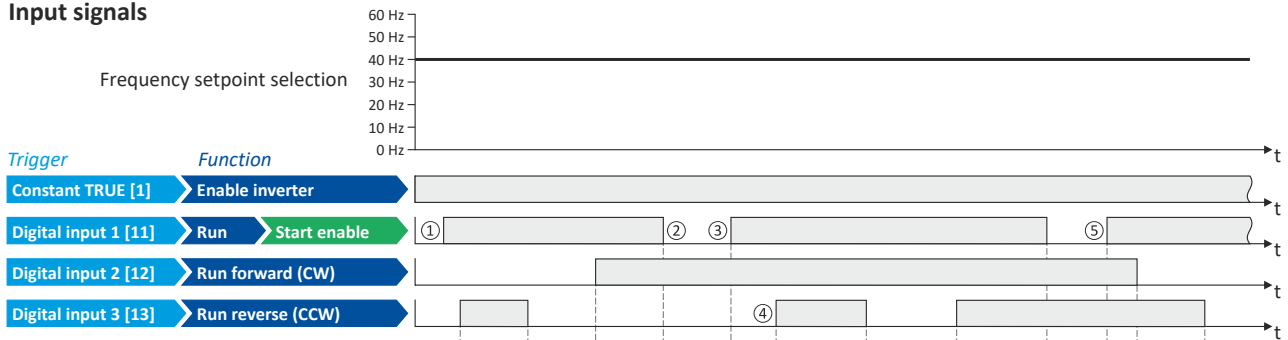 Input signals
60 Hz
50 Hz
40 Hz
Frequency setpoint selection
30 Hz
20 Hz
10 Hz
0 Hz
t
Trigger Function
Constant TRUE [1] Enable inverter
t
Digital input 1 [11] Run Start enable ① ② ③ ⑤
t
Digital input 2 [12] Run forward (CW)
t
Digital input 3 [13] Run reverse (CCW) ④
t